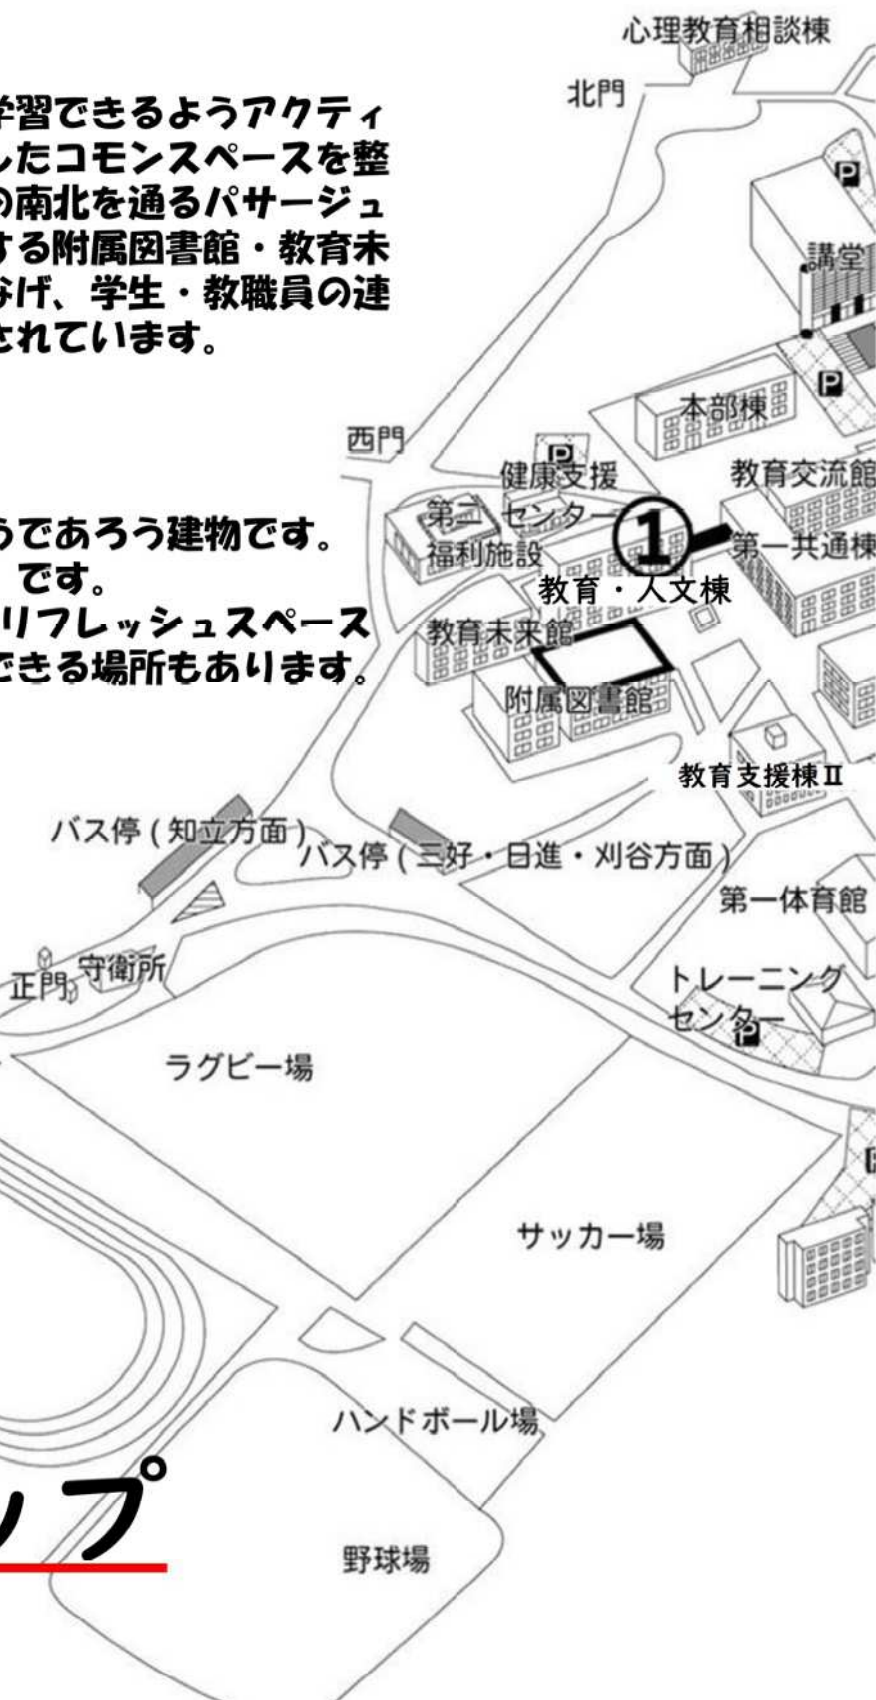 心理教育相談棟
北門
学習できるようアクティ
したコモンスペースを整
の南北を通るパサージュ
する附属図書館・教育未
なげ、学生・教職員の連
されています。
P
講堂
P
本部棟
西門
P
健康支援
センター
教育交流館
第二
福利施設
①
第一共通棟
うであろう建物です。
です。
リフレッシュスペース
できる場所もあります。
教育・人文棟
教育未来館
附属図書館
教育支援棟Ⅱ
バス停(知立方面)
バス停(三好・日進・刈谷方面)
第一体育館
正門
守衛所
トレーニング
センター
P
ラグビー場
サッカー場
ハンドボール場
ップ
野球場